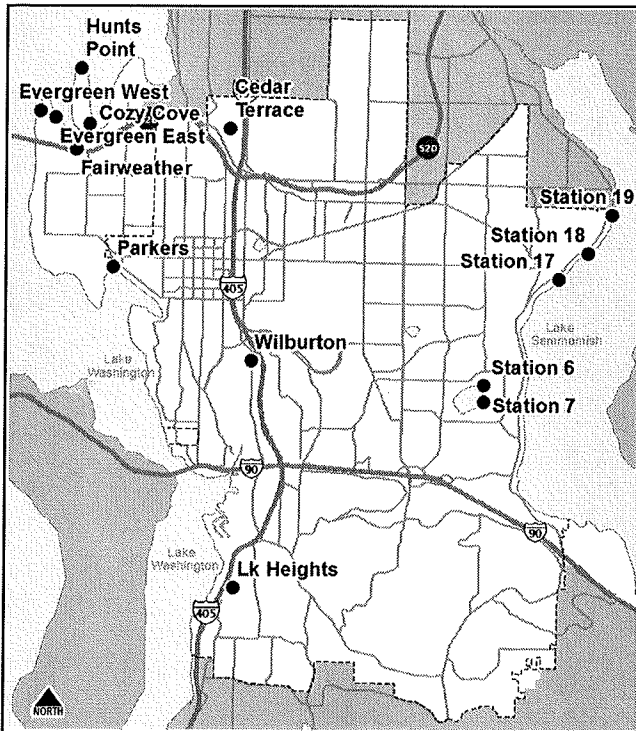 Hunts
Point
Evergreen West
Cozy Cove
Evergreen East
Fairweather
Cedar
Terrace
520
Station 19
Station 18
Station 17
Parkers
405
Lake
Washington
Wilburton
Lake
Sammamish
Station 6
Station 7
90
90
Lake
Washington
Lk Heights
405
NORTH